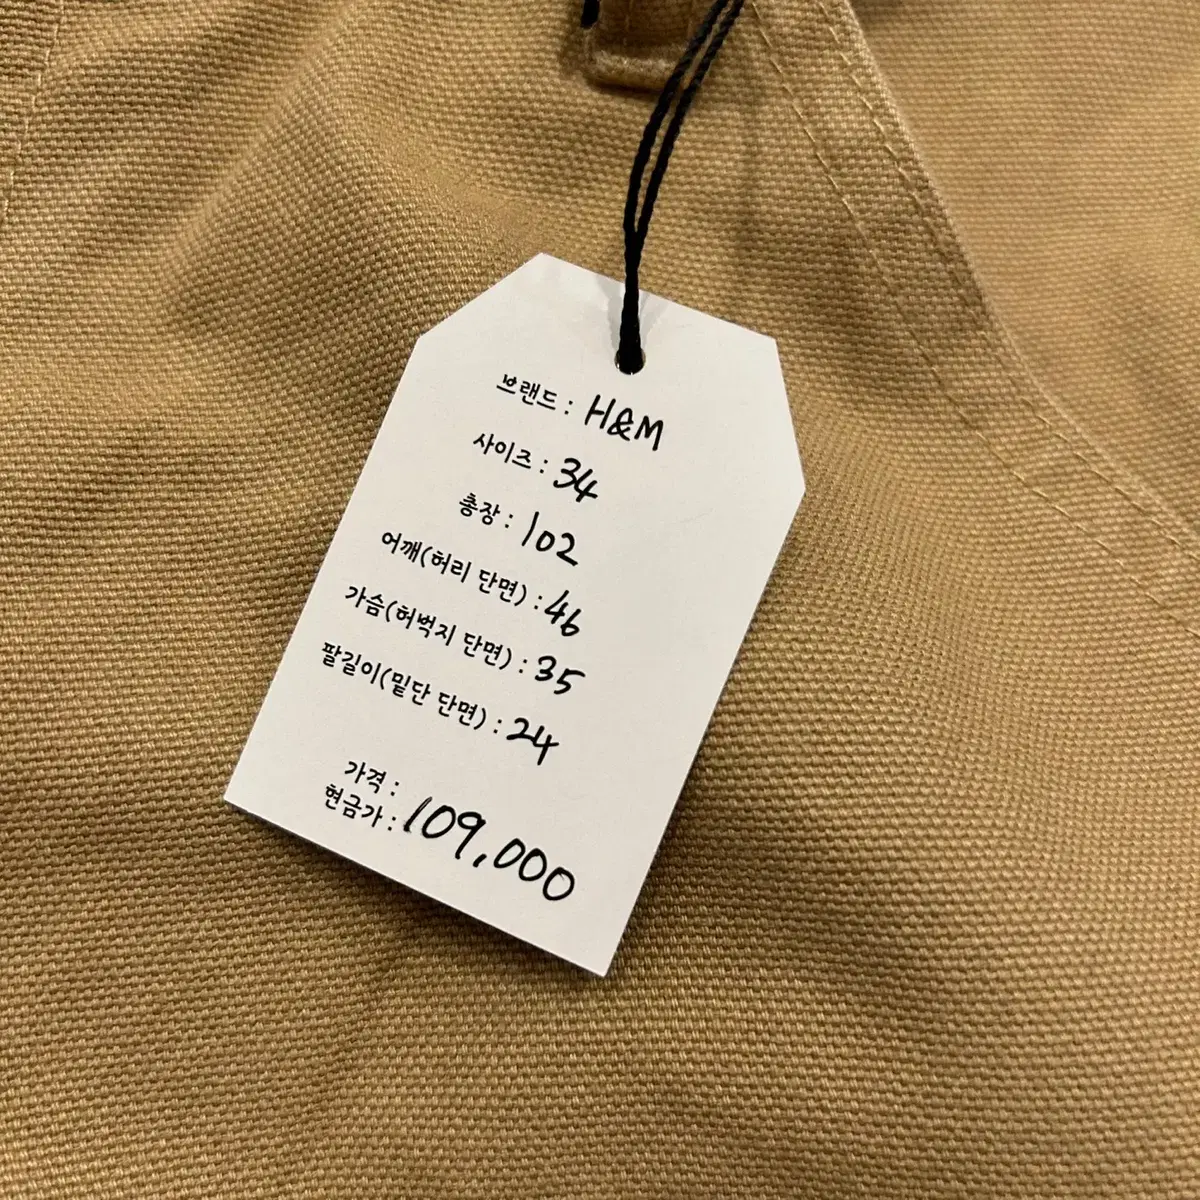 브랜드 : H&M
사이즈 : 34
총장 : 102
어깨(허리 단면) : 46
가슴(허벅지 단면) : 35
팔길이(밑단 단면) : 24
가격 :
현금가 : 109,000